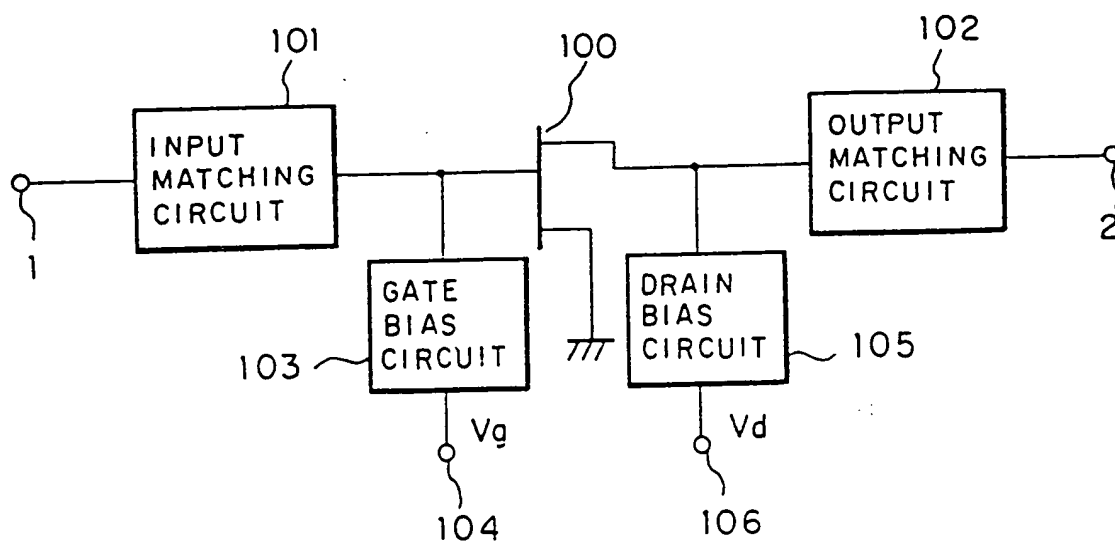 101
100
102
INPUT
MATCHING
CIRCUIT
OUTPUT
MATCHING
CIRCUIT
1
2
GATE
BIAS
CIRCUIT
DRAIN
BIAS
CIRCUIT
103
105
Vg
Vd
104
106